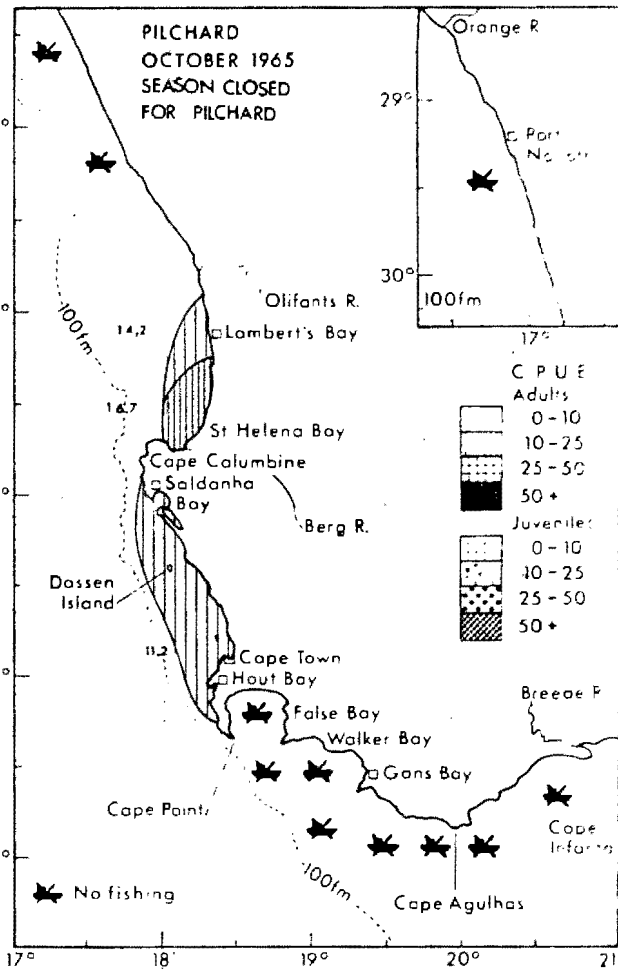 PILCHARD
OCTOBER 1965
SEASON CLOSED
FOR PILCHARD
Orange R
29°
Port
30°
100fm
17°
Olifants R.
100fm
14,2
Lambert's Bay
16,7
St Helena Bay
Cape Columbine
Saldanha
Bay
Berg R.
Dassen
Island
11,2
Cape Town
Hout Bay
False Bay
Walker Bay
Gans Bay
Cape Point
Cape
100fm
Cape Agulhas
No fishing
C P U E
Adults
0-10
10-25
25-50
50+
Juveniles
0-10
10-25
25-50
50+
17°
18
19°
20°
21